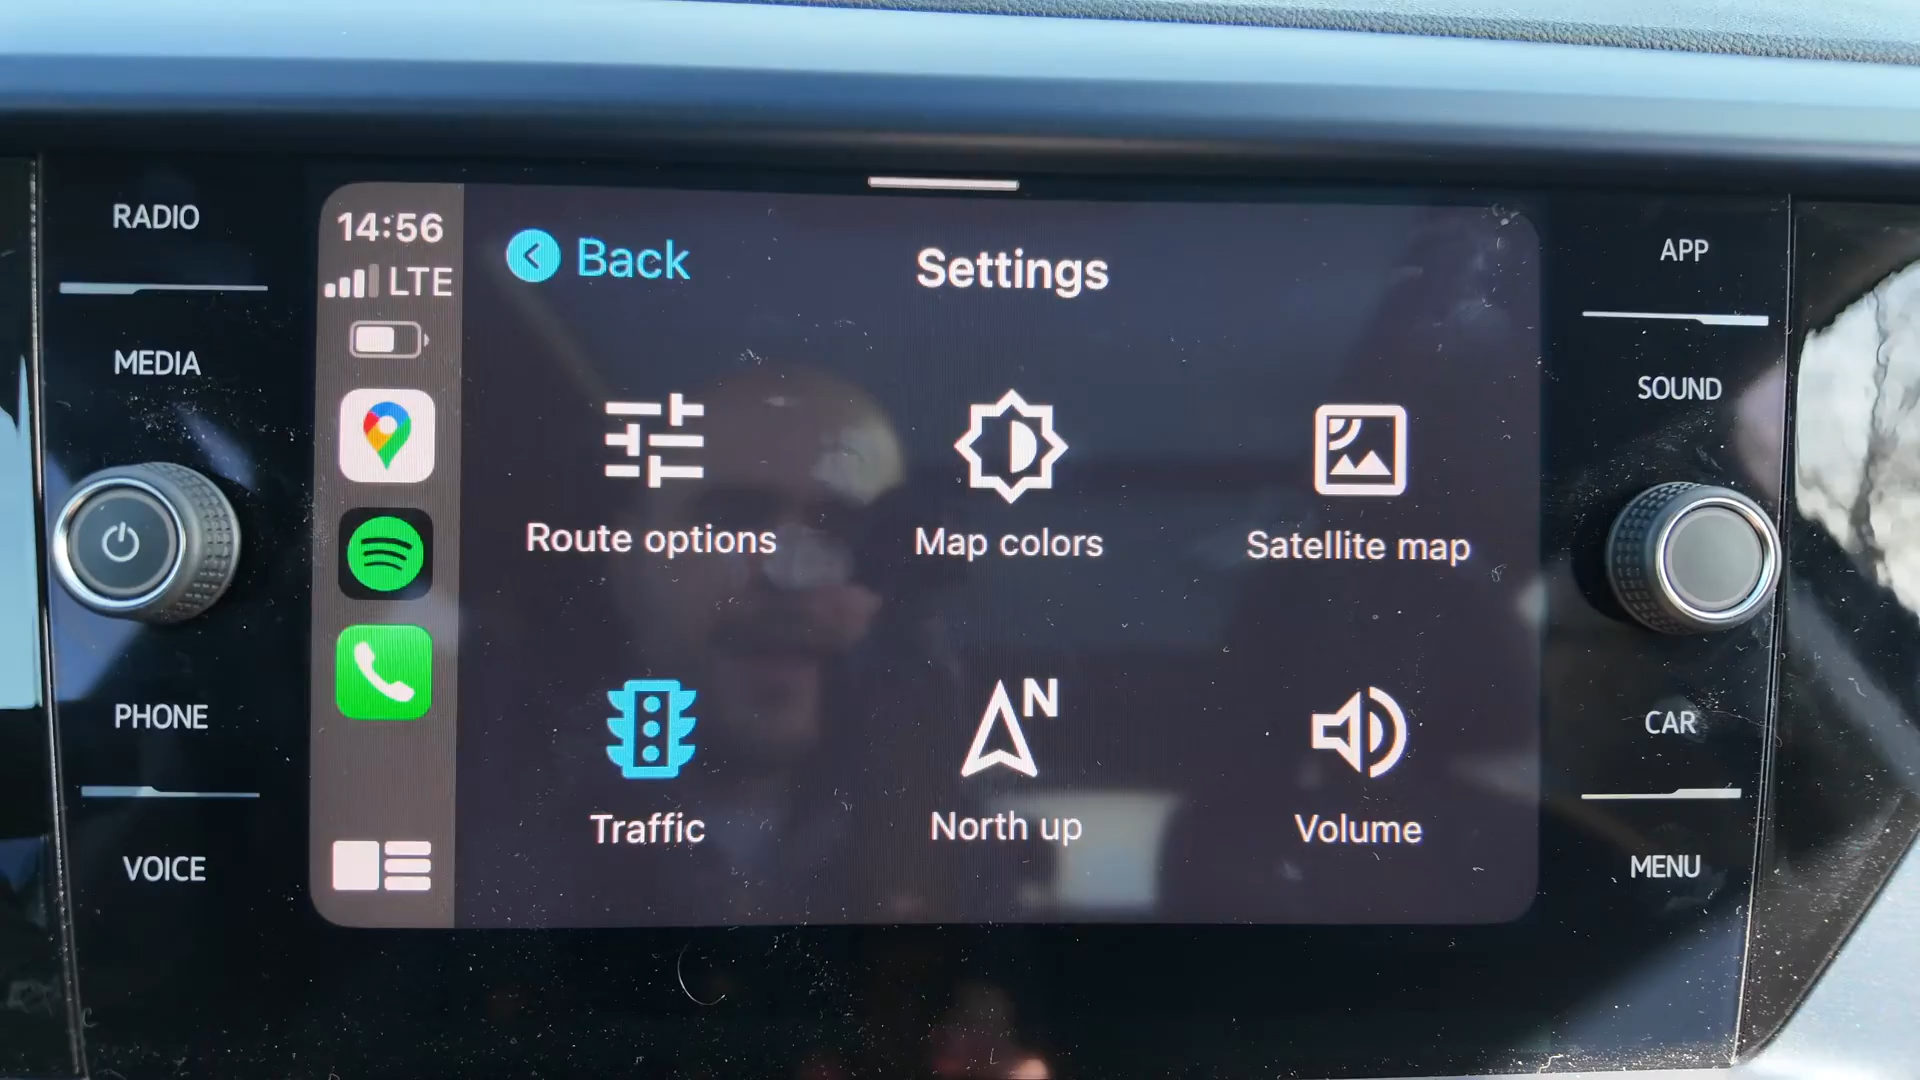 RADIO
MEDIA
PHONE
VOICE
14:56
LTE
Back
Settings
Route options
Map colors
Satellite map
Traffic
N
North up
Volume
APP
SOUND
CAR
MENU